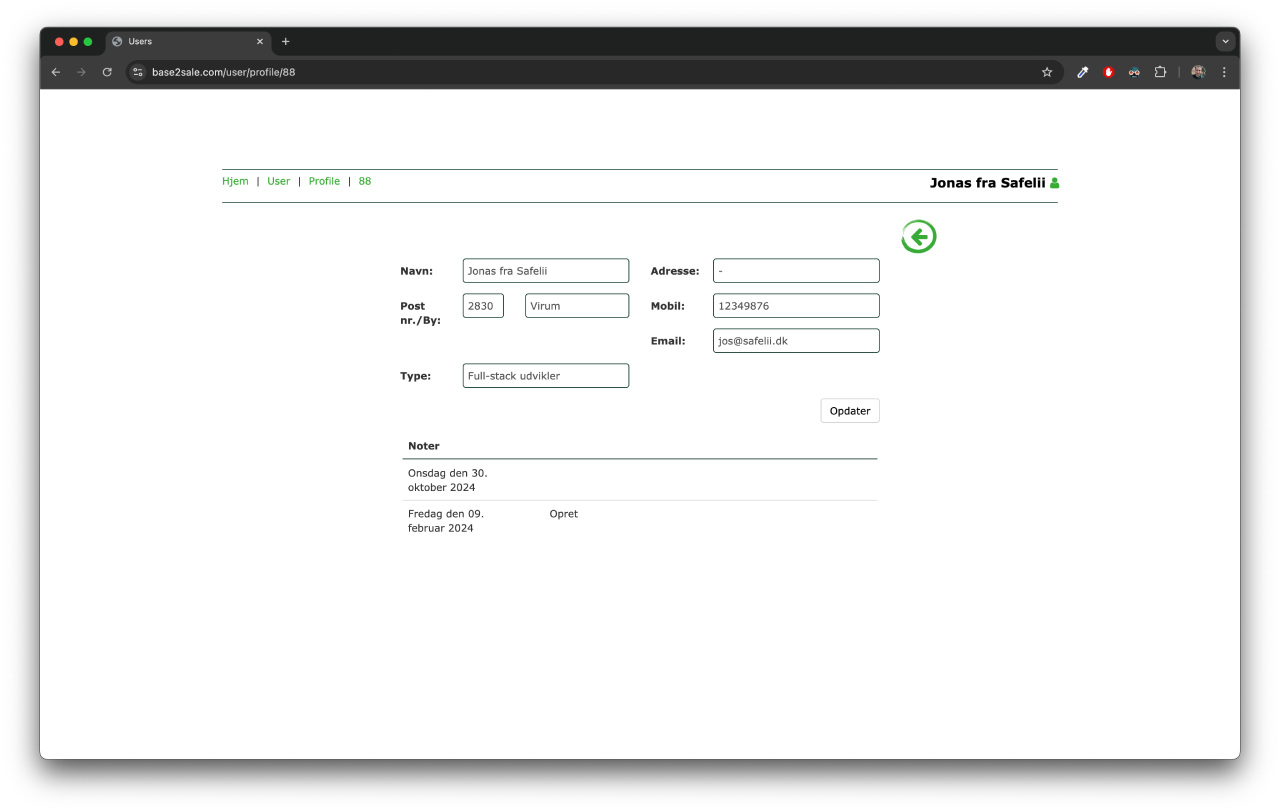 Users
base2sale.com/user/profile/88
Hjem | User | Profile | 88
Jonas fra Safelii
Navn: Jonas fra Safelii Adresse: -
Post nr./By: 2830 Virum Mobil: 12349876
Email: jos@safelii.dk
Type: Full-stack udvikler
Opdater
Noter
Onsdag den 30.
oktober 2024
Fredag den 09. Opret
februar 2024